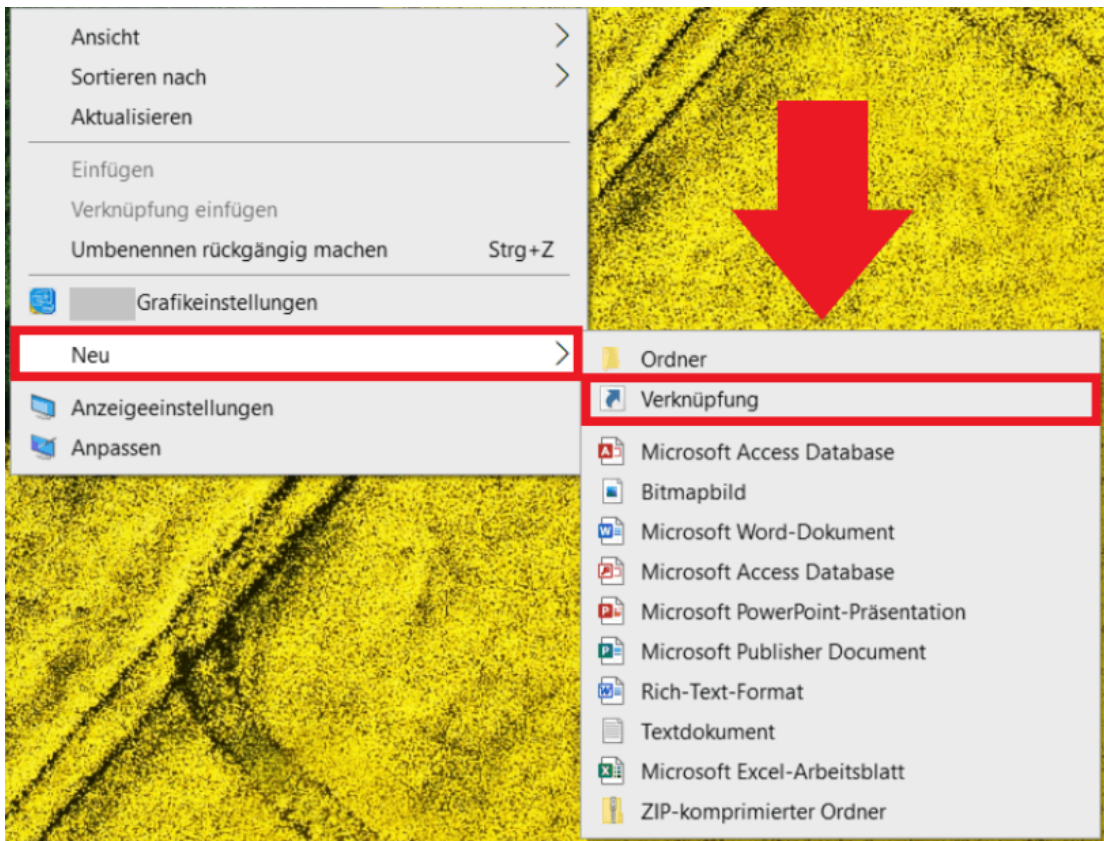 Ansicht
Sortieren nach
Aktualisieren
Einfügen
Verknüpfung einfügen
Umbenennen rückgängig machen Strg+Z
Grafikeinstellungen
Neu
Anzeigeeinstellungen
Anpassen
Ordner
Verknüpfung
Microsoft Access Database
Bitmapbild
Microsoft Word-Dokument
Microsoft Access Database
Microsoft PowerPoint-Präsentation
Microsoft Publisher Document
Rich-Text-Format
Textdokument
Microsoft Excel-Arbeitsblatt
ZIP-komprimierter Ordner